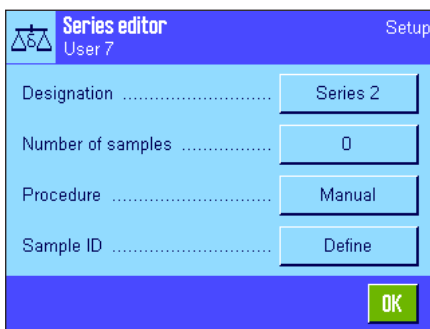 Series editor
Setup
User 7
Designation ............................ Series 2
Number of samples ................. 0
Procedure .............................. Manual
Sample ID ............................... Define
OK